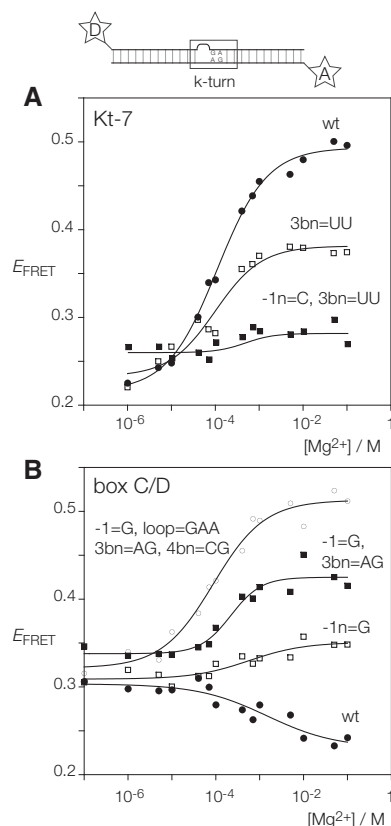 D
G A
A G
A
k-turn
A
Kt-7
wt
0.5
3bn=UU
0.4
EFRET
-1n=C, 3bn=UU
0.3
0.2
10⁻⁶ 10⁻⁴ 10⁻² 10⁰
[Mg²⁺] / M
B
box C/D
0.5
-1=G, loop=GAA
3bn=AG, 4bn=CG
-1=G,
3bn=AG
0.4
EFRET
-1n=G
0.3
wt
0.2
10⁻⁶ 10⁻⁴ 10⁻² 10⁰
[Mg²⁺] / M